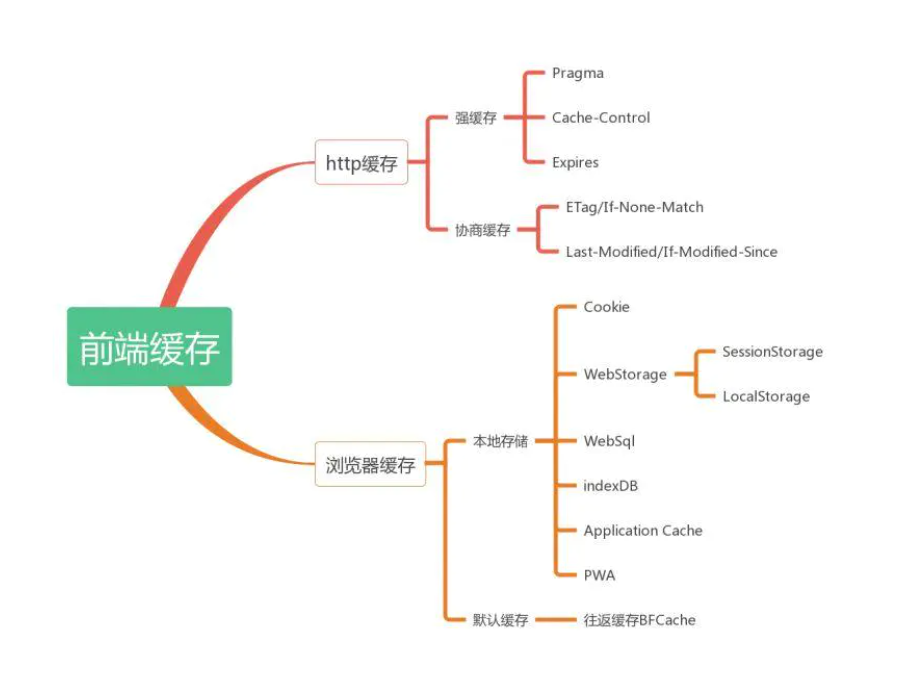 前端缓存
http缓存
强缓存
Pragma
Cache-Control
Expires
协商缓存
ETag/If-None-Match
Last-Modified/If-Modified-Since
浏览器缓存
本地存储
Cookie
WebStorage
SessionStorage
LocalStorage
WebSql
indexDB
Application Cache
PWA
默认缓存
往返缓存BFCache